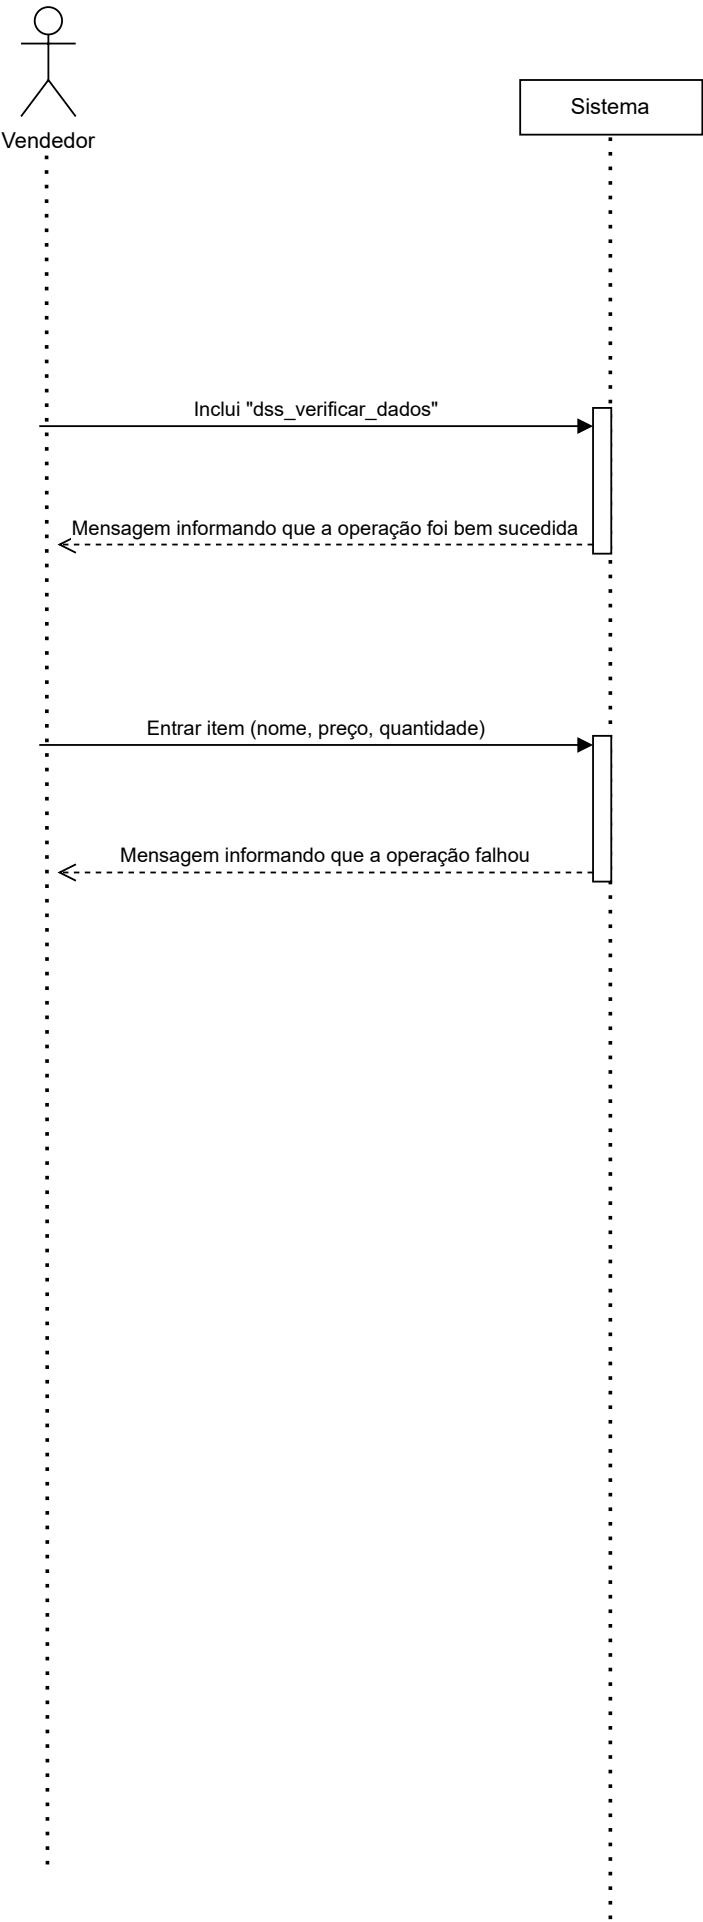 Vendedor
Sistema
Inclui "dss_verificar_dados"
Mensagem informando que a operação foi bem sucedida
Entrar item (nome, preço, quantidade)
Mensagem informando que a operação falhou